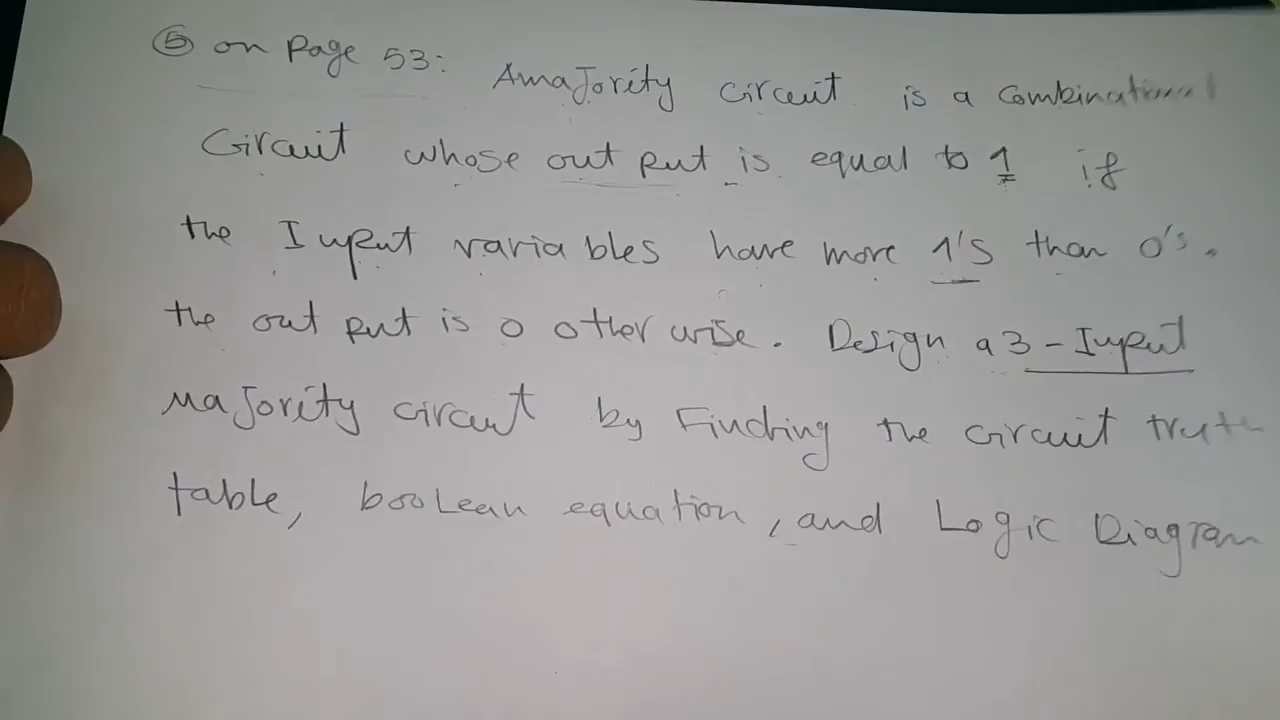 ⑤ on Page 53: A majority circuit is a Combinational
Circuit whose out put is equal to 1 if
the Input variables have more 1's than 0's.
the out put is 0 other wise. Design a 3-Input
Majority circuit by Finding the circuit truth
table, boolean equation, and Logic Diagram